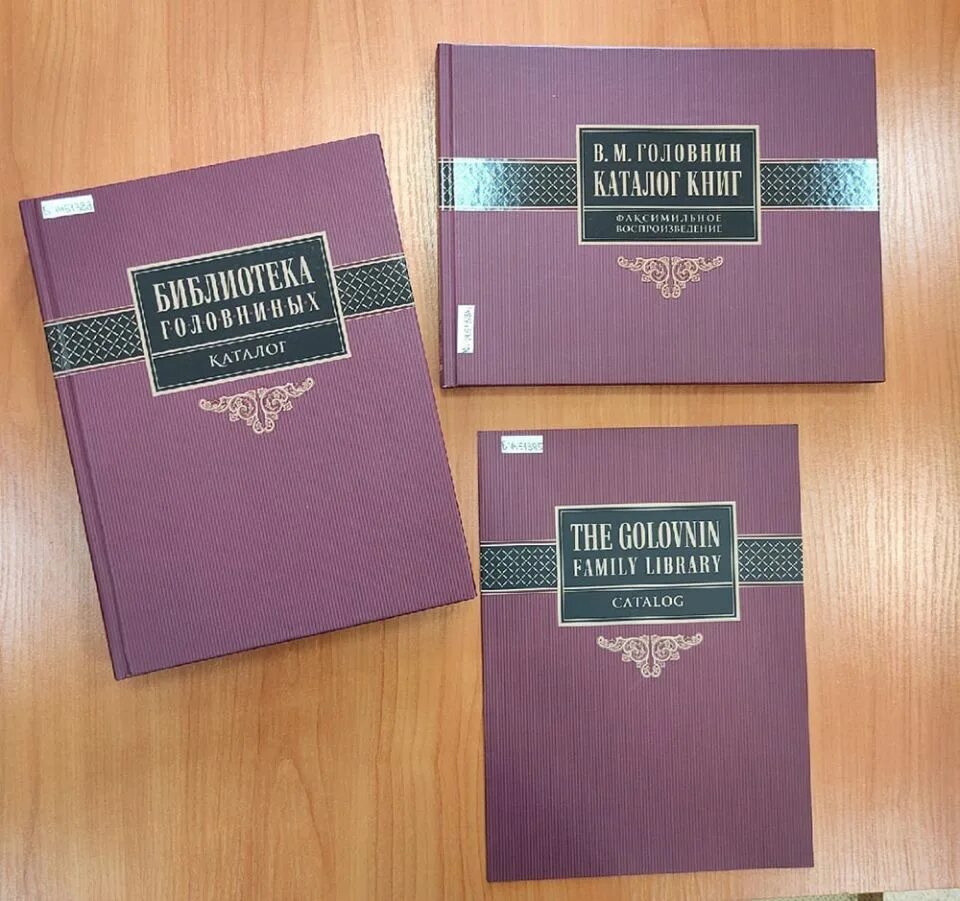 БИБЛИОТЕКА
ГОЛОВНИНЫХ
КАТАЛОГ
В. М. ГОЛОВНИН
КАТАЛОГ КНИГ
ФАКСИМИЛЬНОЕ
ВОСПРОИЗВЕДЕНИЕ
THE GOLOVNIN
FAMILY LIBRARY
CATALOG